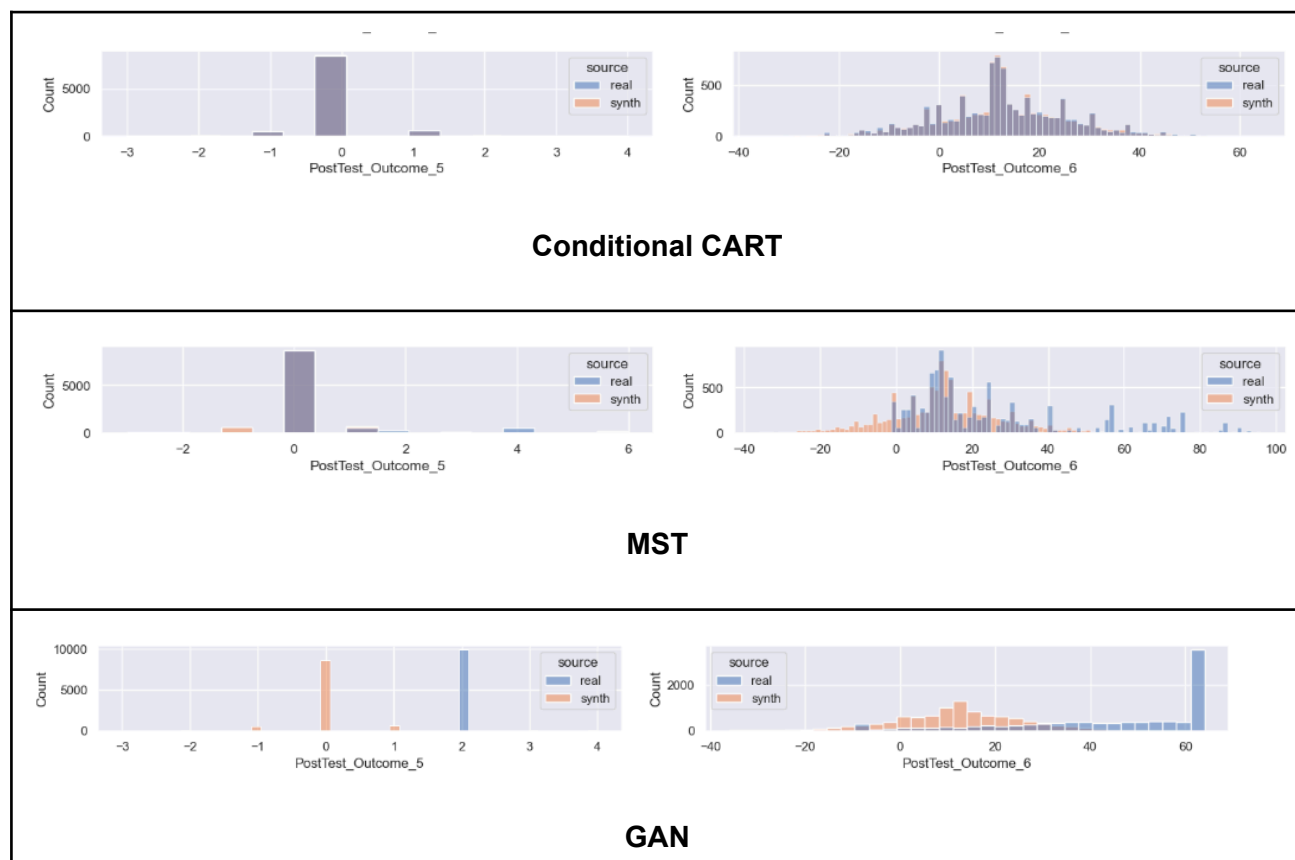 source
real
synth
Count
5000
0
−3 −2 −1 0 1 2 3 4
PostTest_Outcome_5
source
real
synth
Count
500
0
−40 −20 0 20 40 60
PostTest_Outcome_6
Conditional CART
source
real
synth
Count
5000
0
−2 0 2 4 6
PostTest_Outcome_5
source
real
synth
Count
500
0
−40 −20 0 20 40 60 80 100
PostTest_Outcome_6
MST
source
real
synth
Count
10000
5000
0
−3 −2 −1 0 1 2 3 4
PostTest_Outcome_5
source
real
synth
Count
2000
0
−40 −20 0 20 40 60
PostTest_Outcome_6
GAN